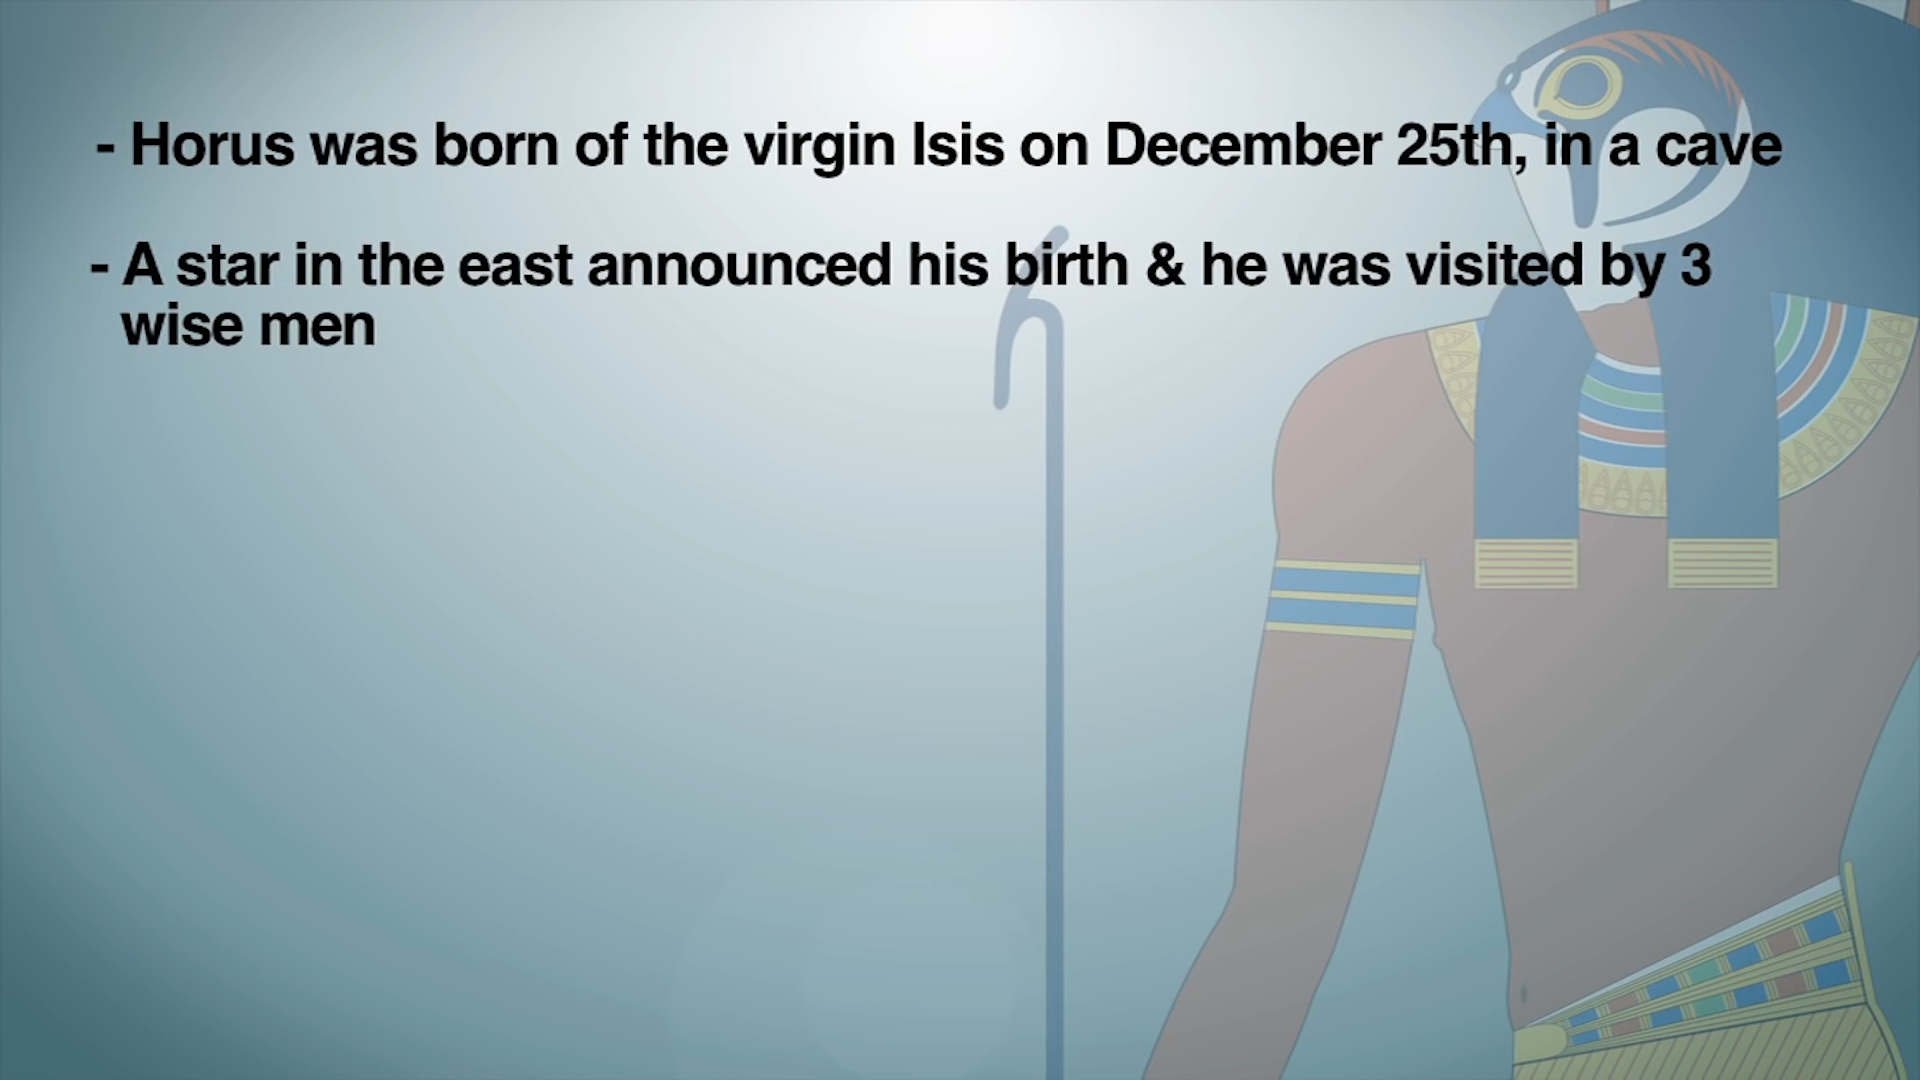 - Horus was born of the virgin Isis on December 25th, in a cave
- A star in the east announced his birth & he was visited by 3
wise men